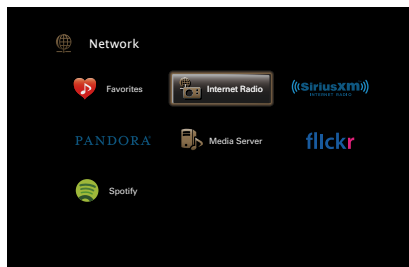 Network
Favorites
Internet Radio
((SiriusXM))
INTERNET RADIO
PANDORA
Media Server
flickr
Spotify